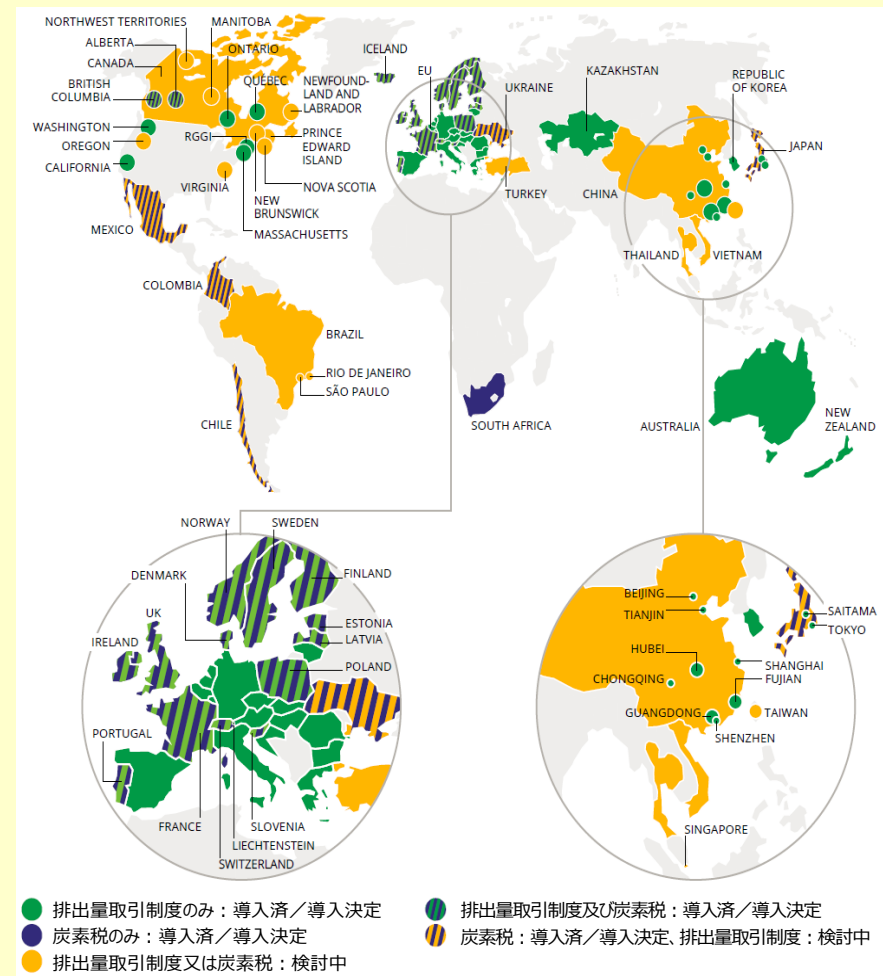 NORTHWEST TERRITORIES
MANITOBA
ALBERTA
ONTARIO
CANADA
BRITISH
COLUMBIA
QUÉBEC
NEWFOUND-
LAND AND
LABRADOR
WASHINGTON
OREGON
RGGI
PRINCE
EDWARD
ISLAND
CALIFORNIA
VIRGINIA
NOVA SCOTIA
NEW
BRUNSWICK
MASSACHUSETTS
MEXICO
ICELAND
EU
UKRAINE
KAZAKHSTAN
REPUBLIC
OF KOREA
JAPAN
TURKEY
CHINA
THAILAND
VIETNAM
COLOMBIA
BRAZIL
RIO DE JANEIRO
SÃO PAULO
CHILE
SOUTH AFRICA
AUSTRALIA
NEW
ZEALAND
NORWAY
SWEDEN
DENMARK
FINLAND
UK
ESTONIA
LATVIA
IRELAND
POLAND
PORTUGAL
FRANCE
SLOVENIA
LIECHTENSTEIN
SWITZERLAND
BEIJING
TIANJIN
SAITAMA
TOKYO
HUBEI
SHANGHAI
CHONGQING
FUJIAN
GUANGDONG
TAIWAN
SHENZHEN
SINGAPORE
排出量取引制度のみ：導入済／導入決定
炭素税のみ：導入済／導入決定
排出量取引制度又は炭素税：検討中
排出量取引制度及び炭素税：導入済／導入決定
炭素税：導入済／導入決定、排出量取引制度：検討中